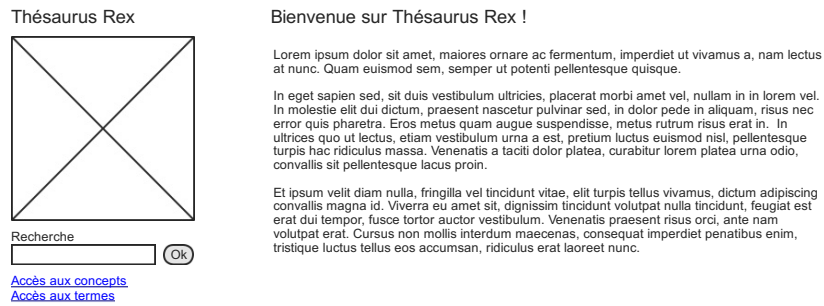 Thésaurus Rex
Recherche
Ok
Accès aux concepts
Accès aux termes
Bienvenue sur Thésaurus Rex !
Lorem ipsum dolor sit amet, maiores ornare ac fermentum, imperdiet ut vivamus a, nam lectus
at nunc. Quam euismod sem, semper ut potenti pellentesque quisque.
In eget sapien sed, sit duis vestibulum ultricies, placerat morbi amet vel, nullam in in lorem vel.
In molestie elit dui dictum, praesent nascetur pulvinar sed, in dolor pede in aliquam, risus nec
error quis pharetra. Eros metus quam augue suspendisse, metus rutrum risus erat in. In
ultrices quo ut lectus, etiam vestibulum urna a est, pretium luctus euismod nisl, pellentesque
turpis hac ridiculus massa. Venenatis a taciti dolor platea, curabitur lorem platea urna odio,
convallis sit pellentesque lacus proin.
Et ipsum velit diam nulla, fringilla vel tincidunt vitae, elit turpis tellus vivamus, dictum adipiscing
convallis magna id. Viverra eu amet sit, dignissim tincidunt volutpat nulla tincidunt, feugiat est
erat dui tempor, fusce tortor auctor vestibulum. Venenatis praesent risus orci, ante nam
volutpat erat. Cursus non mollis interdum maecenas, consequat imperdiet penatibus enim,
tristique luctus tellus eos accumsan, ridiculus erat laoreet nunc.